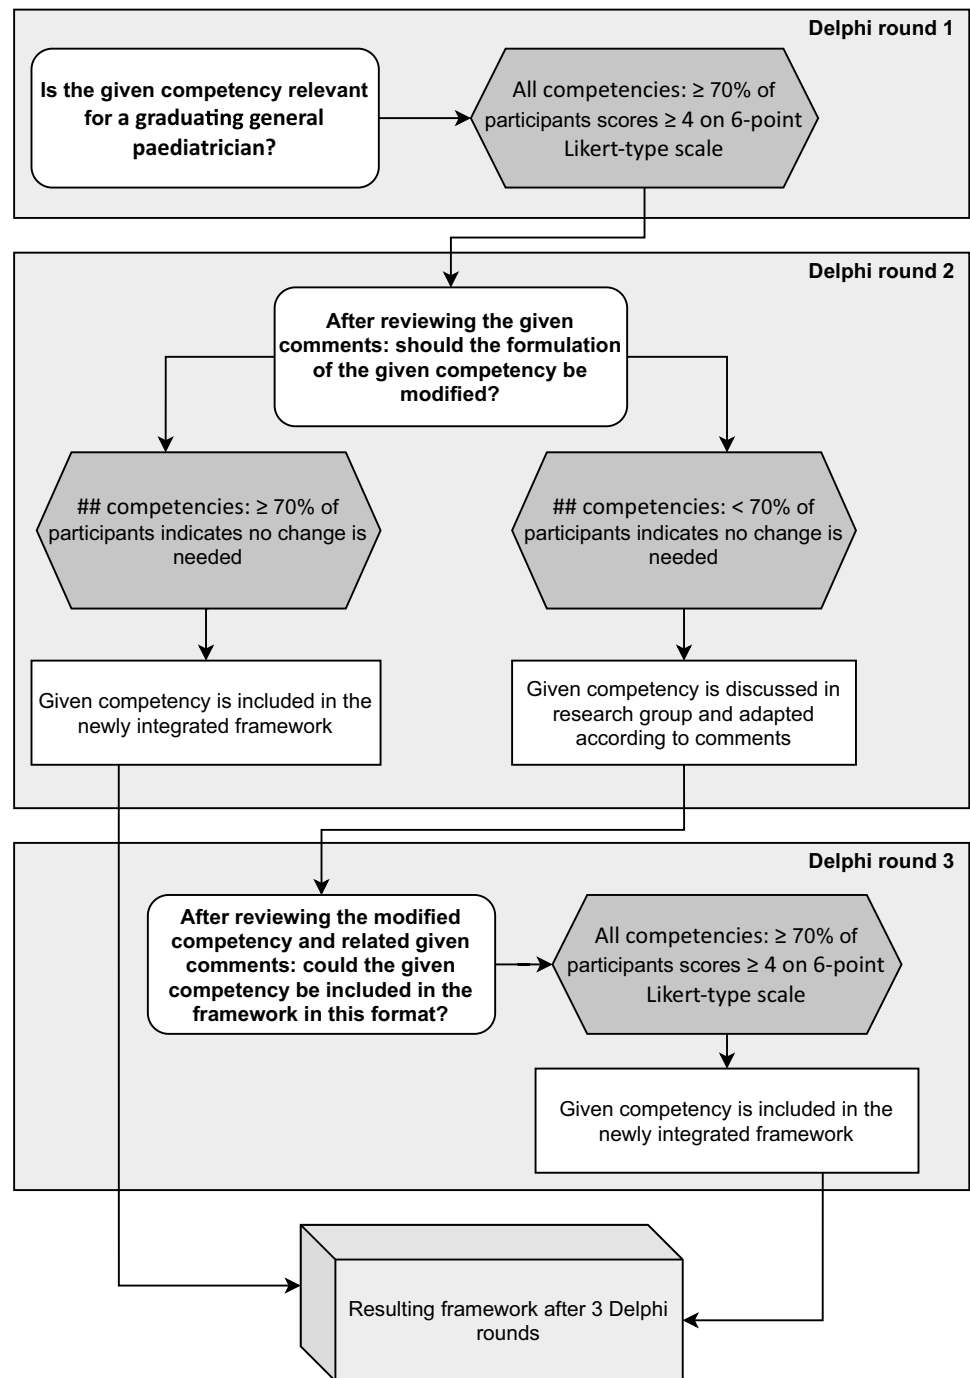 Delphi round 1
Is the given competency relevant
for a graduating general
paediatrician?
All competencies: ≥ 70% of
participants scores ≥ 4 on 6-point
Likert-type scale
Delphi round 2
After reviewing the given
comments: should the formulation
of the given competency be
modified?
## competencies: ≥ 70% of
participants indicates no change is
needed
## competencies: < 70% of
participants indicates no change is
needed
Given competency is included in the
newly integrated framework
Given competency is discussed in
research group and adapted
according to comments
Delphi round 3
After reviewing the modified
competency and related given
comments: could the given
competency be included in the
framework in this format?
All competencies: ≥ 70% of
participants scores ≥ 4 on 6-point
Likert-type scale
Given competency is included in the
newly integrated framework
Resulting framework after 3 Delphi
rounds